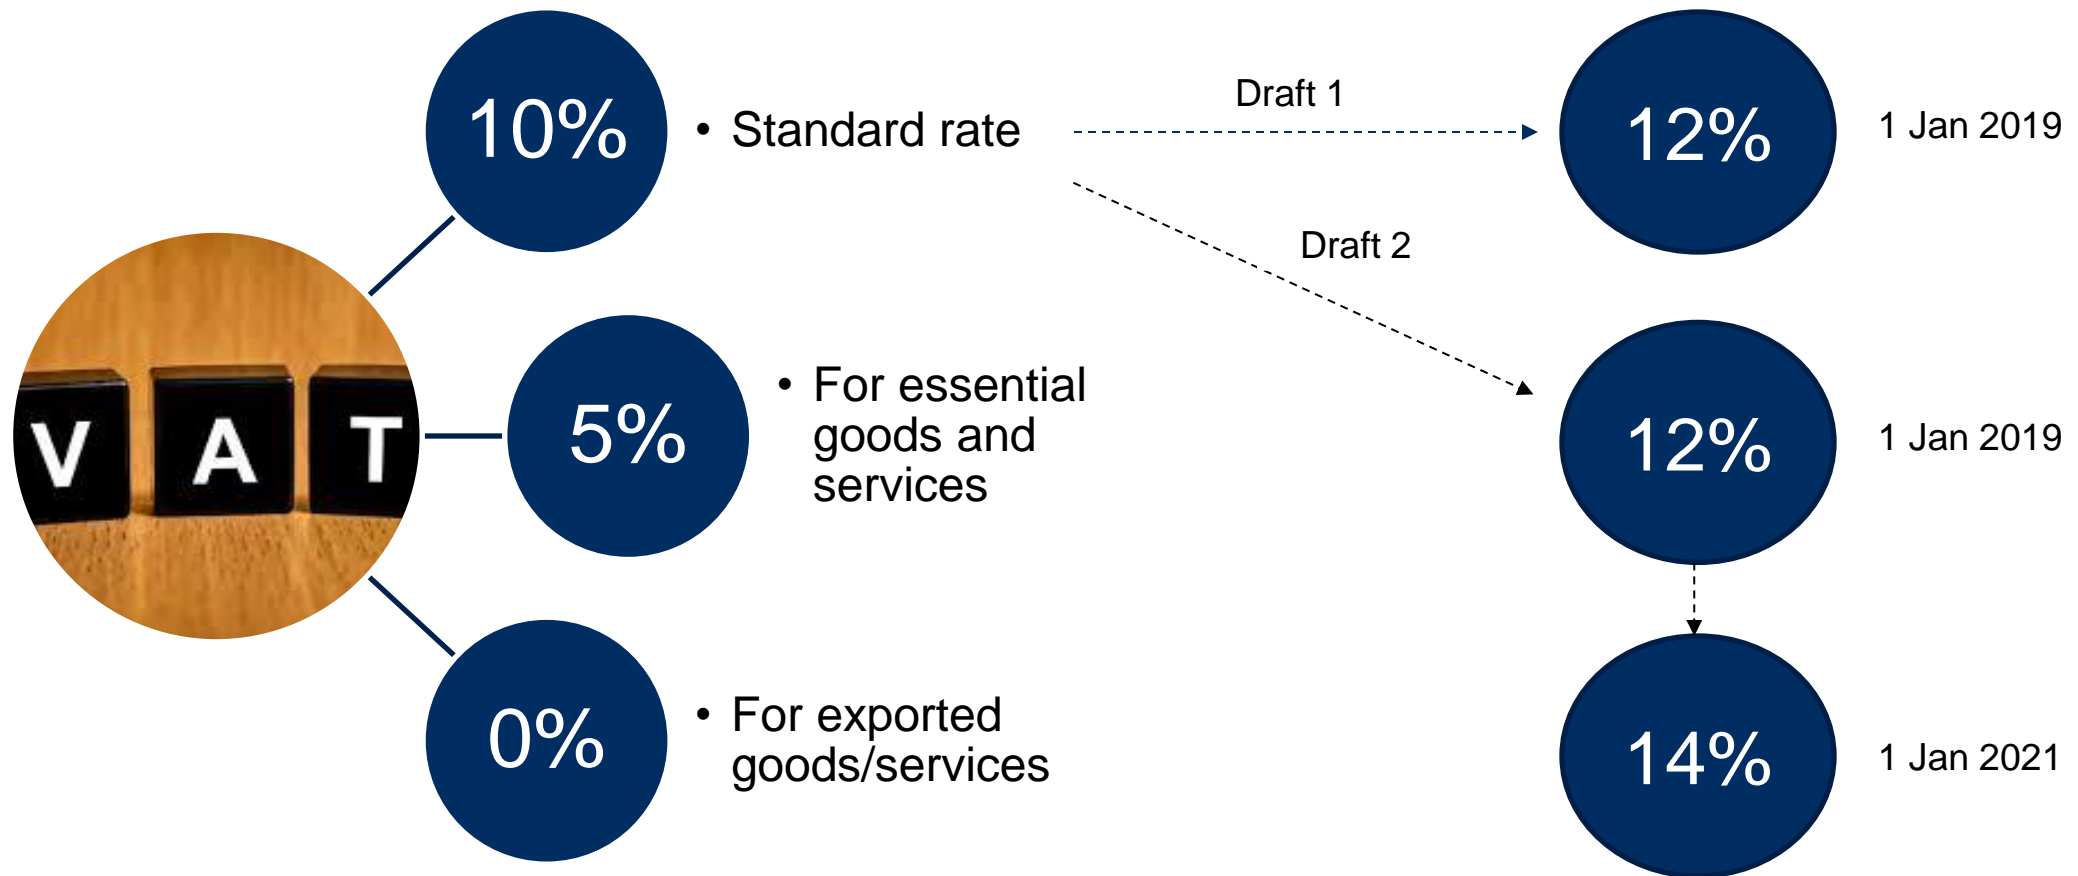 10%
• Standard rate
Draft 1
12%
1 Jan 2019
Draft 2
V A T
5%
• For essential
goods and
services
12%
1 Jan 2019
0%
• For exported
goods/services
14%
1 Jan 2021